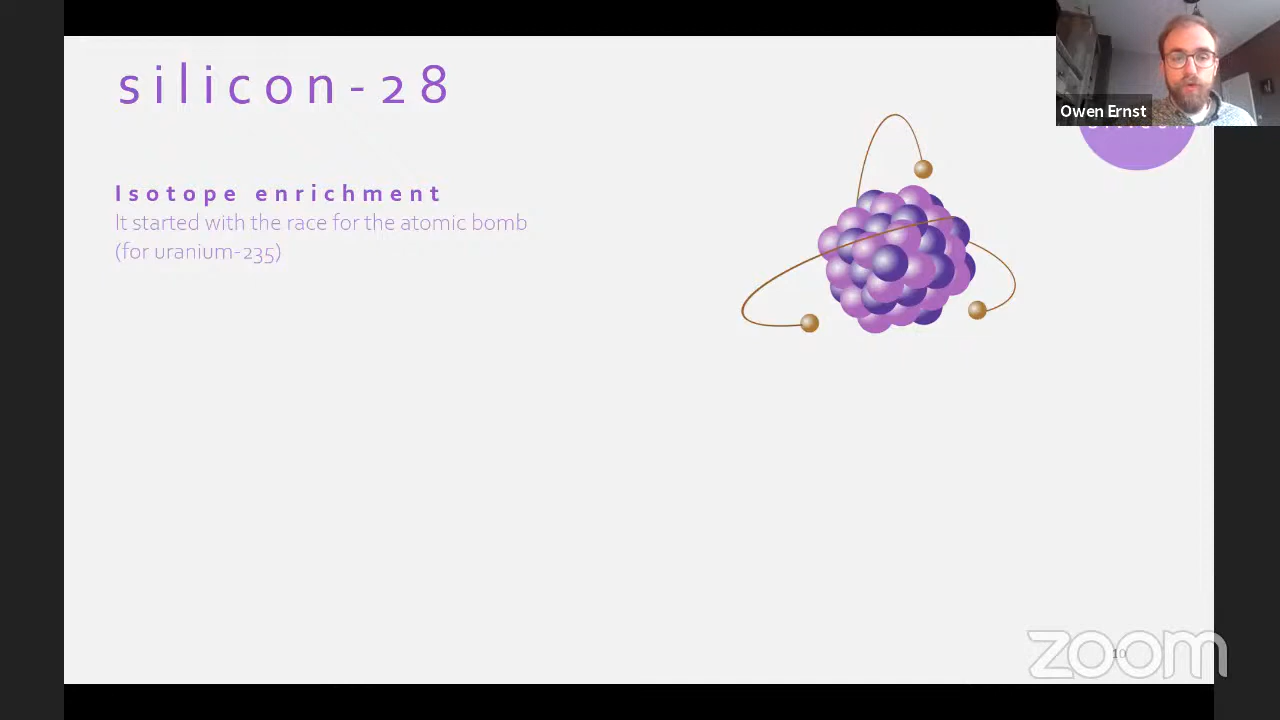 silicon-28
Owen Ernst
Isotope enrichment
It started with the race for the atomic bomb
(for uranium-235)
zoom
10